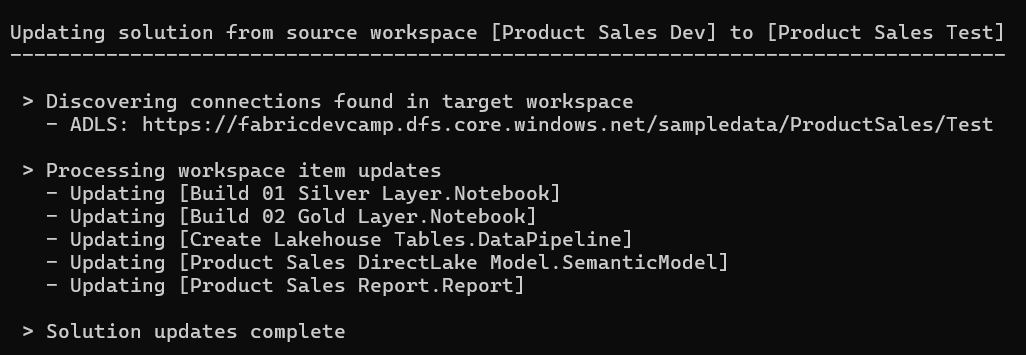 Updating solution from source workspace [Product Sales Dev] to [Product Sales Test]
-----------------------------------------------------------------------------------
> Discovering connections found in target workspace
- ADLS: https://fabricdevcamp.dfs.core.windows.net/sampledata/ProductSales/Test
> Processing workspace item updates
- Updating [Build 01 Silver Layer.Notebook]
- Updating [Build 02 Gold Layer.Notebook]
- Updating [Create Lakehouse Tables.DataPipeline]
- Updating [Product Sales DirectLake Model.SemanticModel]
- Updating [Product Sales Report.Report]
> Solution updates complete